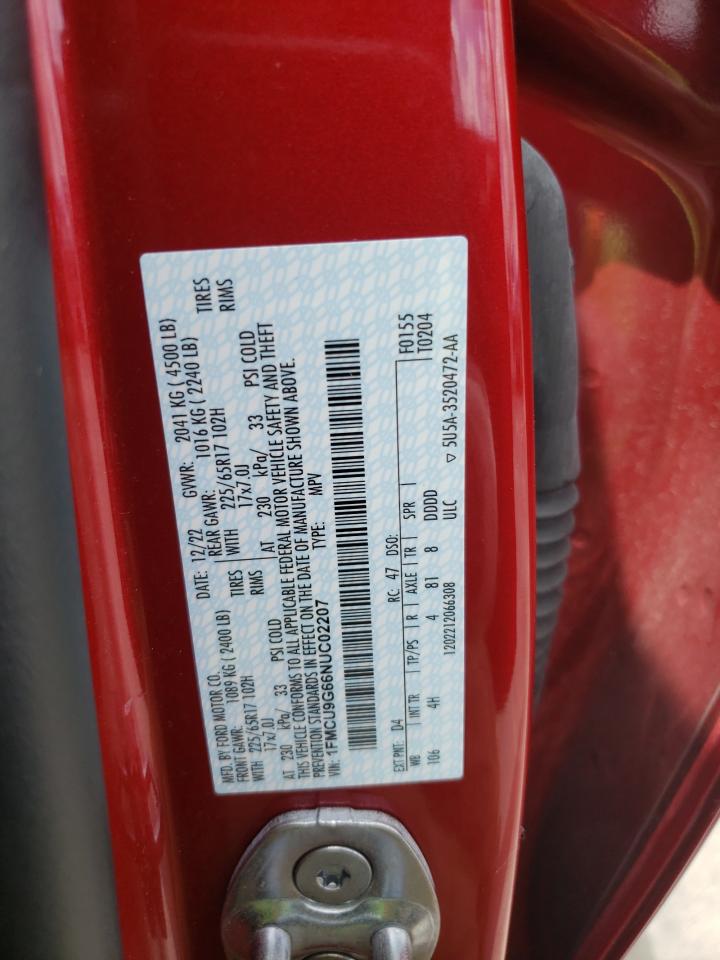 MFD. BY FORD MOTOR CO. DATE: 12/22 GVWR: 2041 KG ( 4500 LB)
FRONT GAWR: 1089 KG ( 2400 LB) REAR GAWR: 1016 KG ( 2240 LB)
WITH 225/65R17 102H TIRES WITH 225/65R17 102H TIRES
17x7.0J RIMS 17x7.0J RIMS
AT 230 kPa/ 33 PSI COLD AT 230 kPa/ 33 PSI COLD
THIS VEHICLE CONFORMS TO ALL APPLICABLE FEDERAL MOTOR VEHICLE SAFETY AND THEFT
PREVENTION STANDARDS IN EFFECT ON THE DATE OF MANUFACTURE SHOWN ABOVE.
VIN: 1FMCU9G66NUC02207 TYPE: MPV
F0155
EXT PNT: D4 RC: 47 DSO: T0204
WB INT TR TP/PS R AXLE TR SPR
106 4H 4 81 8 DDDD
1202212066308 ULC ▽ 5U5A-3520472-AA